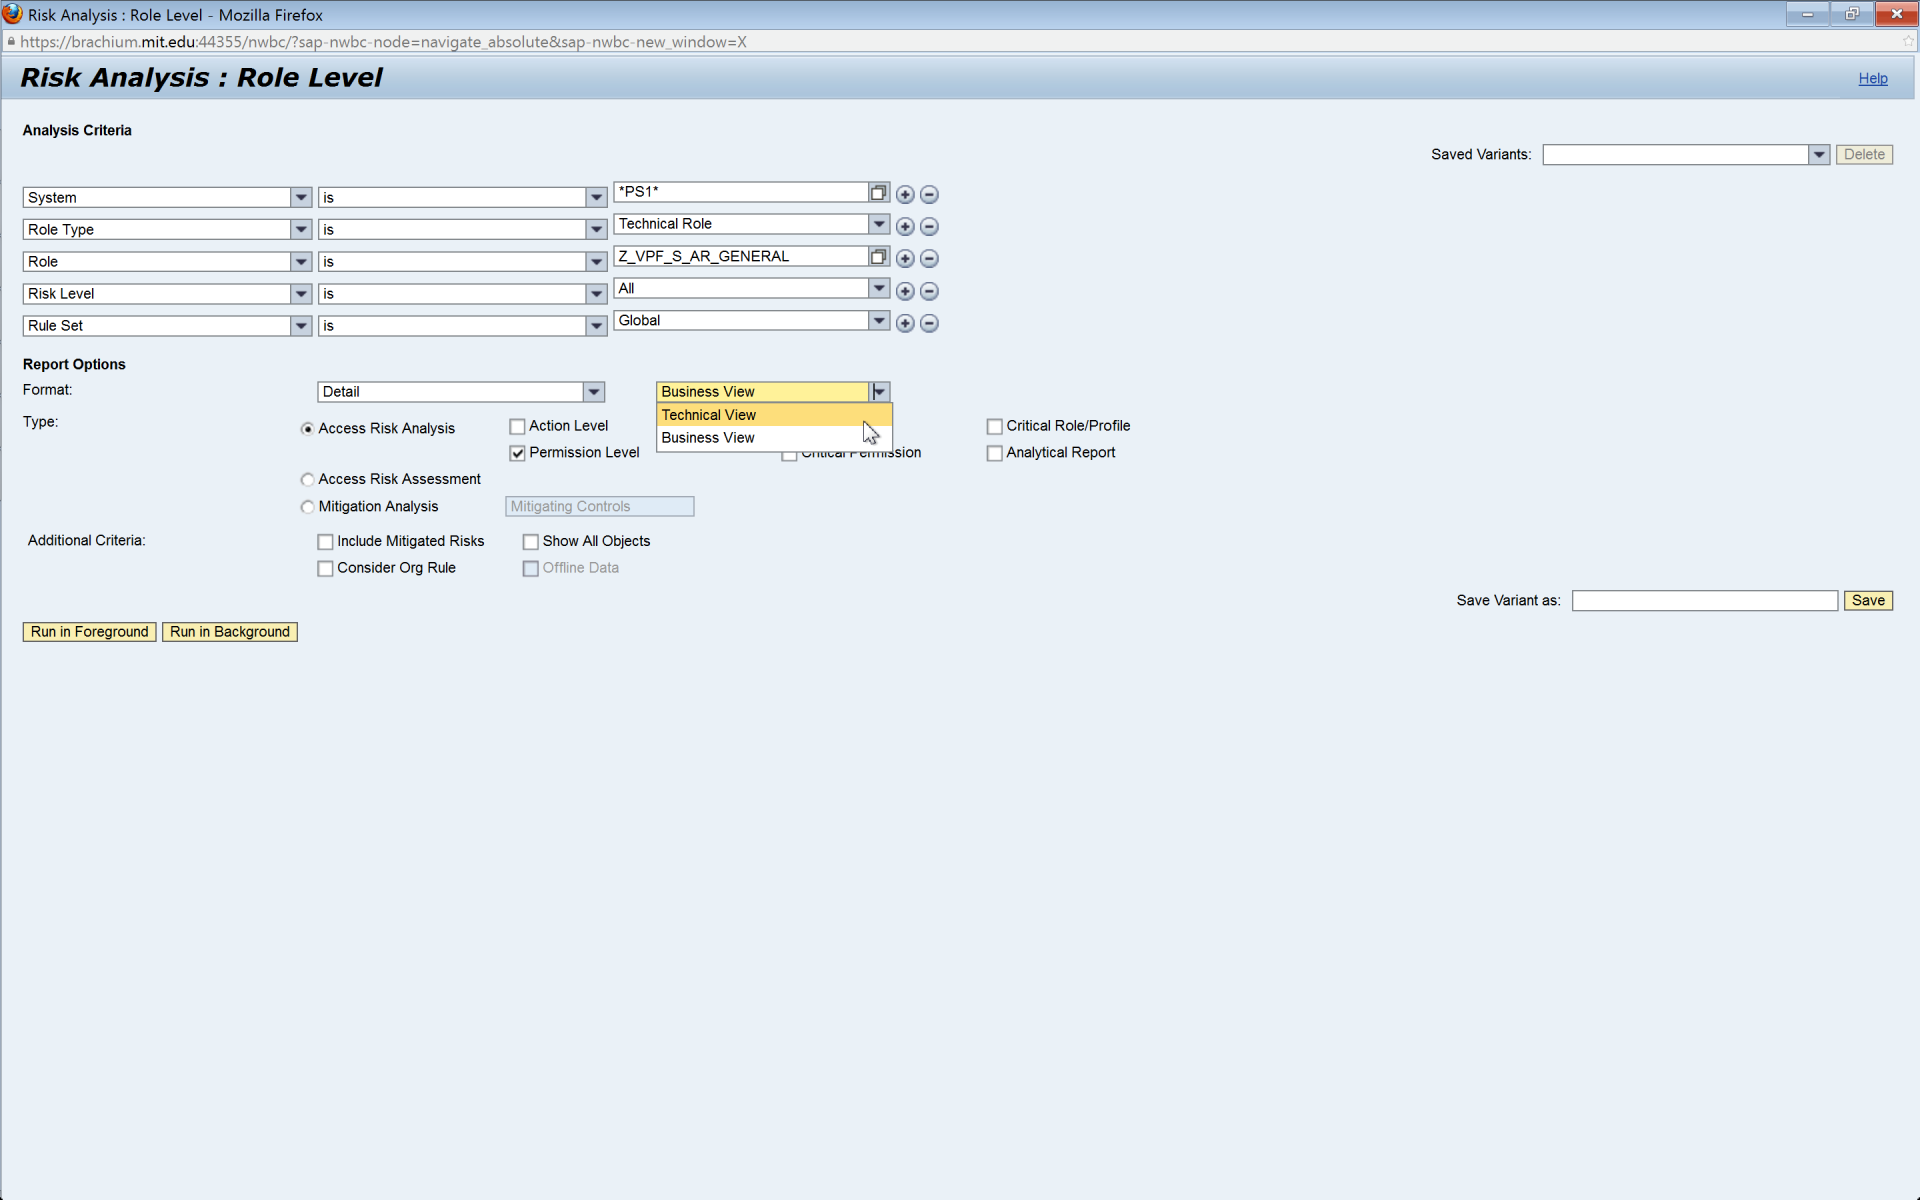 Risk Analysis : Role Level - Mozilla Firefox
https://brachium.mit.edu:44355/nwbc/?sap-nwbc-node=navigate_absolute&sap-nwbc-new_window=X
Risk Analysis : Role Level
Help
Analysis Criteria
Saved Variants:
Delete
System is *PS1*
Role Type is Technical Role
Role is Z_VPF_S_AR_GENERAL
Risk Level is All
Rule Set is Global
Report Options
Format: Detail Business View
Technical View
Business View
Type: Access Risk Analysis Action Level Critical Role/Profile
Permission Level Critical Permission Analytical Report
Access Risk Assessment
Mitigation Analysis Mitigating Controls
Additional Criteria: Include Mitigated Risks Show All Objects
Consider Org Rule Offline Data
Save Variant as: Save
Run in Foreground Run in Background